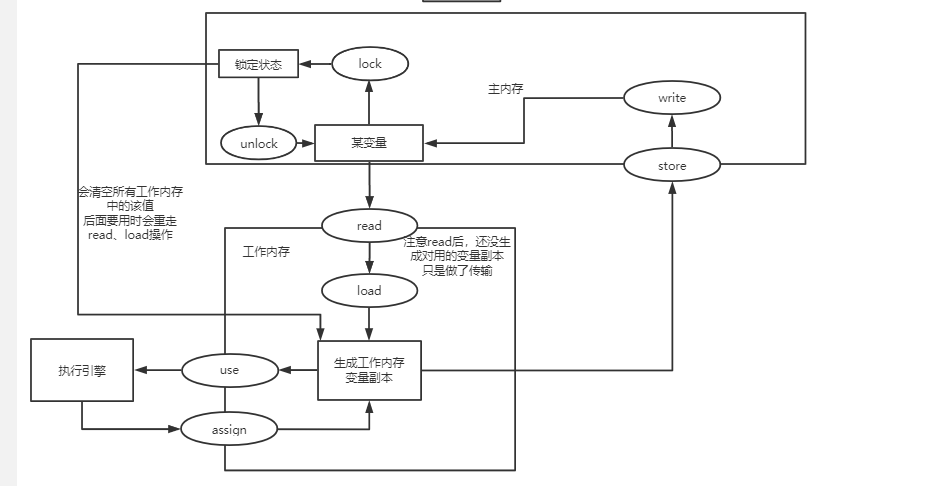 锁定状态
lock
主内存
write
unlock
某变量
store
会清空所有工作内存
中的该值
后面要用时会重走
read、load操作
read
工作内存
注意read后，还没生
成对用的变量副本
只是做了传输
load
执行引擎
use
生成工作内存
变量副本
assign